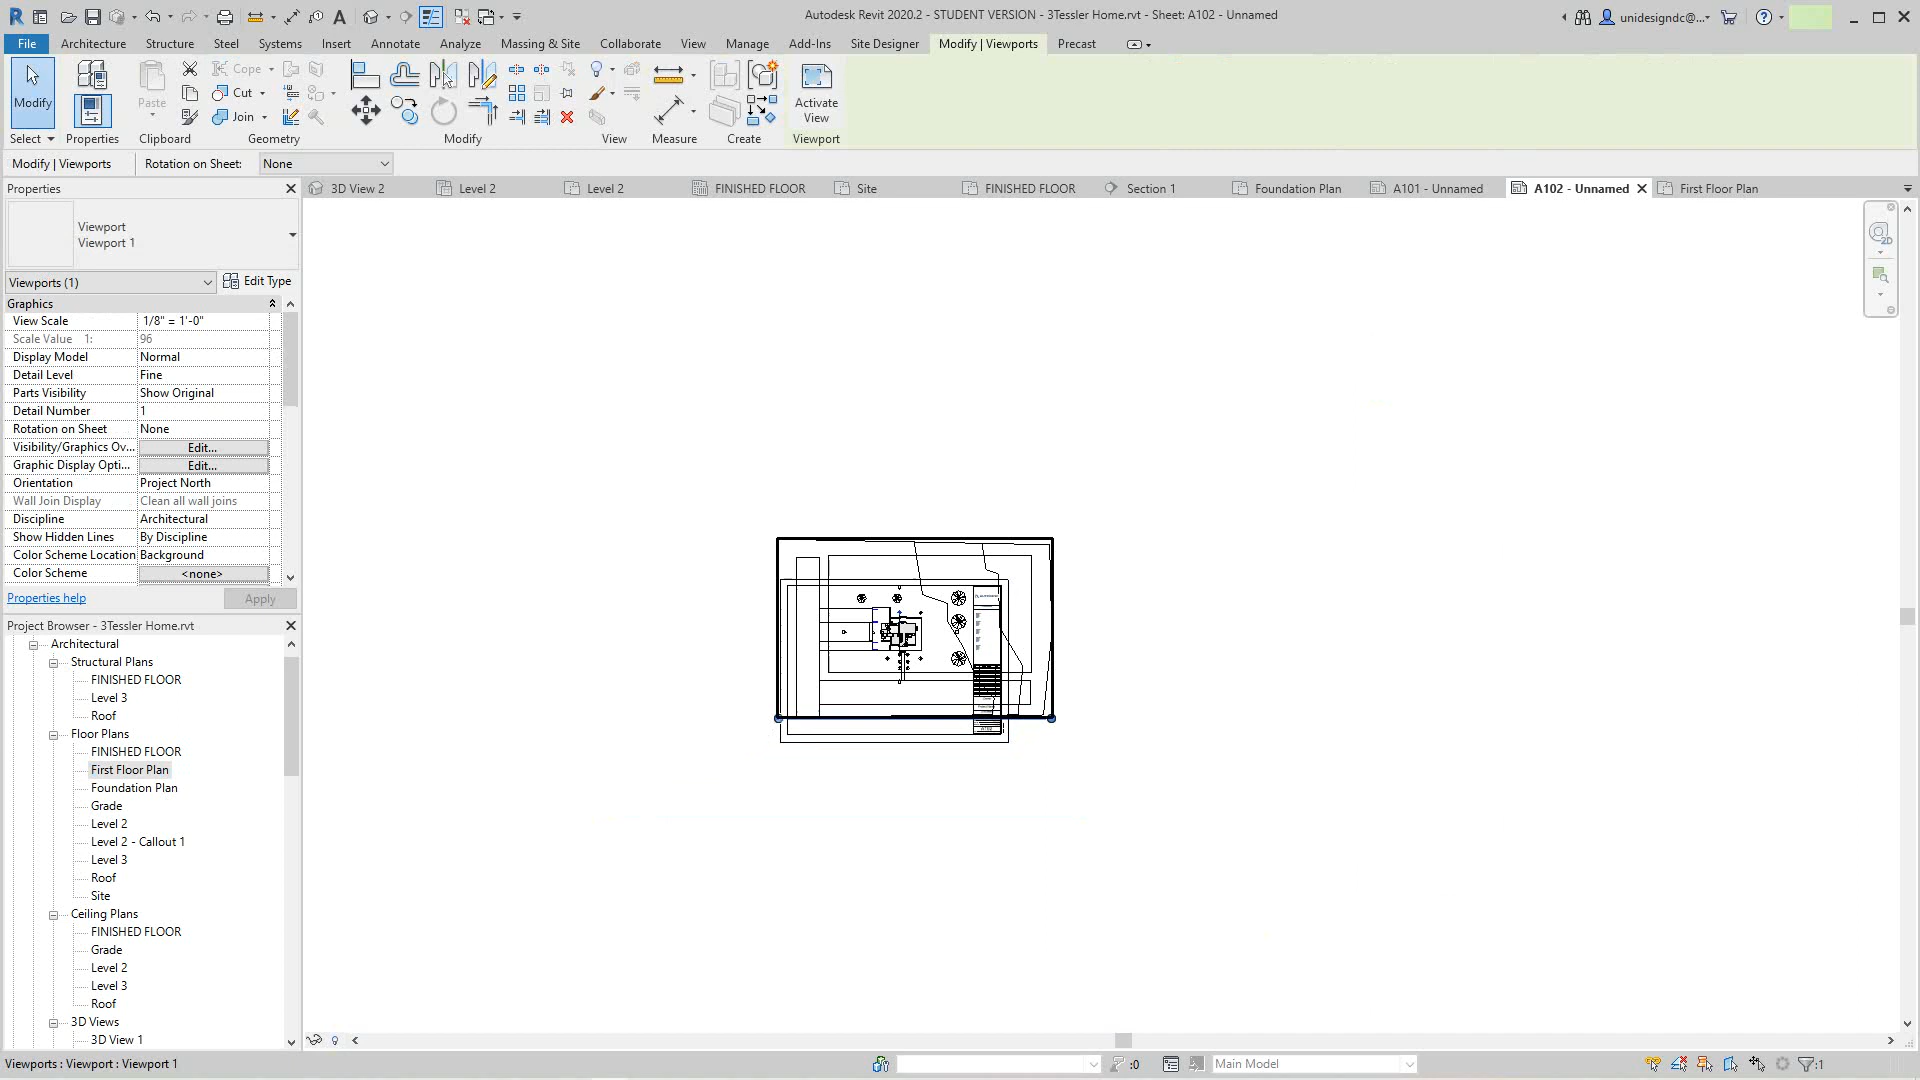 Autodesk Revit 2020.2 - STUDENT VERSION - 3Tessler Home.rvt - Sheet: A102 - Unnamed
unidesigndc@...
File Architecture Structure Steel Systems Insert Annotate Analyze Massing & Site Collaborate View Manage Add-Ins Site Designer Modify | Viewports Precast
Modify
Paste
Cope
Cut
Join
Activate
View
Select Properties Clipboard Geometry Modify View Measure Create Viewport
Modify | Viewports Rotation on Sheet: None
Properties
3D View 2 Level 2 Level 2 FINISHED FLOOR Site FINISHED FLOOR Section 1 Foundation Plan A101 - Unnamed A102 - Unnamed First Floor Plan
Viewport
Viewport 1
Viewports (1) Edit Type
Graphics
View Scale 1/8" = 1'-0"
Scale Value 1: 96
Display Model Normal
Detail Level Fine
Parts Visibility Show Original
Detail Number 1
Rotation on Sheet None
Visibility/Graphics Ov... Edit...
Graphic Display Opti... Edit...
Orientation Project North
Wall Join Display Clean all wall joins
Discipline Architectural
Show Hidden Lines By Discipline
Color Scheme Location Background
Color Scheme <none>
Properties help Apply
Project Browser - 3Tessler Home.rvt
Architectural
Structural Plans
FINISHED FLOOR
Level 3
Roof
Floor Plans
FINISHED FLOOR
First Floor Plan
Foundation Plan
Grade
Level 2
Level 2 - Callout 1
Level 3
Roof
Site
Ceiling Plans
FINISHED FLOOR
Grade
Level 2
Level 3
Roof
3D Views
3D View 1
2D
A102
Viewports : Viewport : Viewport 1
:0
Main Model
:1